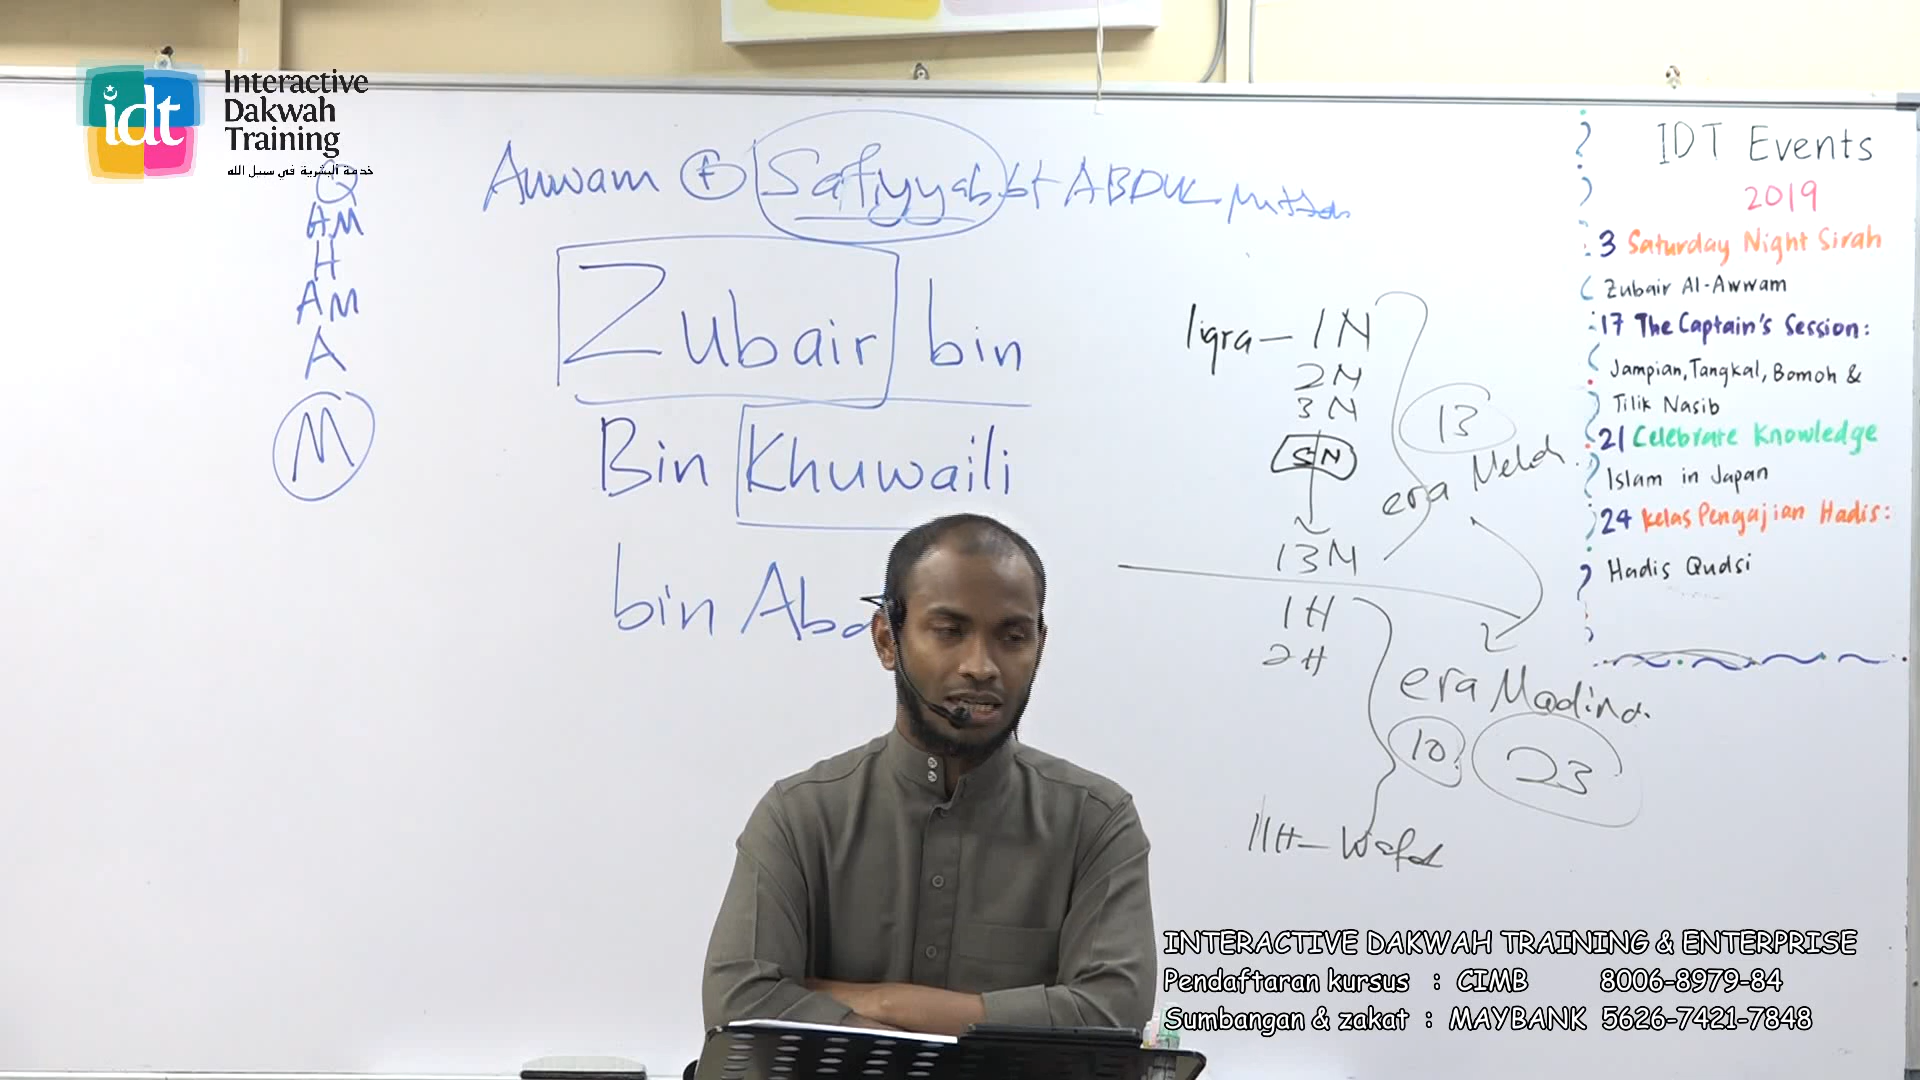 idt
Interactive
Dakwah
Training
خدمة البشرية في سبيل الله
Q
AM
H
AM
A
M
Awwam + Safiyyah bt ABDUL
Zubair bin
Bin Khuwaili
bin Abd
Iqra – 1N
2N
3N
5N
13N
13
era
1H
2H
era Madina
10
23
11H –
IDT Events
2019
3 Saturday Night Sirah
Zubair Al-Awwam
17 The Captain's Session:
Jampian, Tangkal, Bomoh &
Tilik Nasib
21 Celebrate Knowledge
Islam in Japan
24 Kelas Pengajian Hadis:
Hadis Qudsi
INTERACTIVE DAKWAH TRAINING & ENTERPRISE
Pendaftaran kursus : CIMB 8006-8979-84
Sumbangan & zakat : MAYBANK 5626-7421-7848